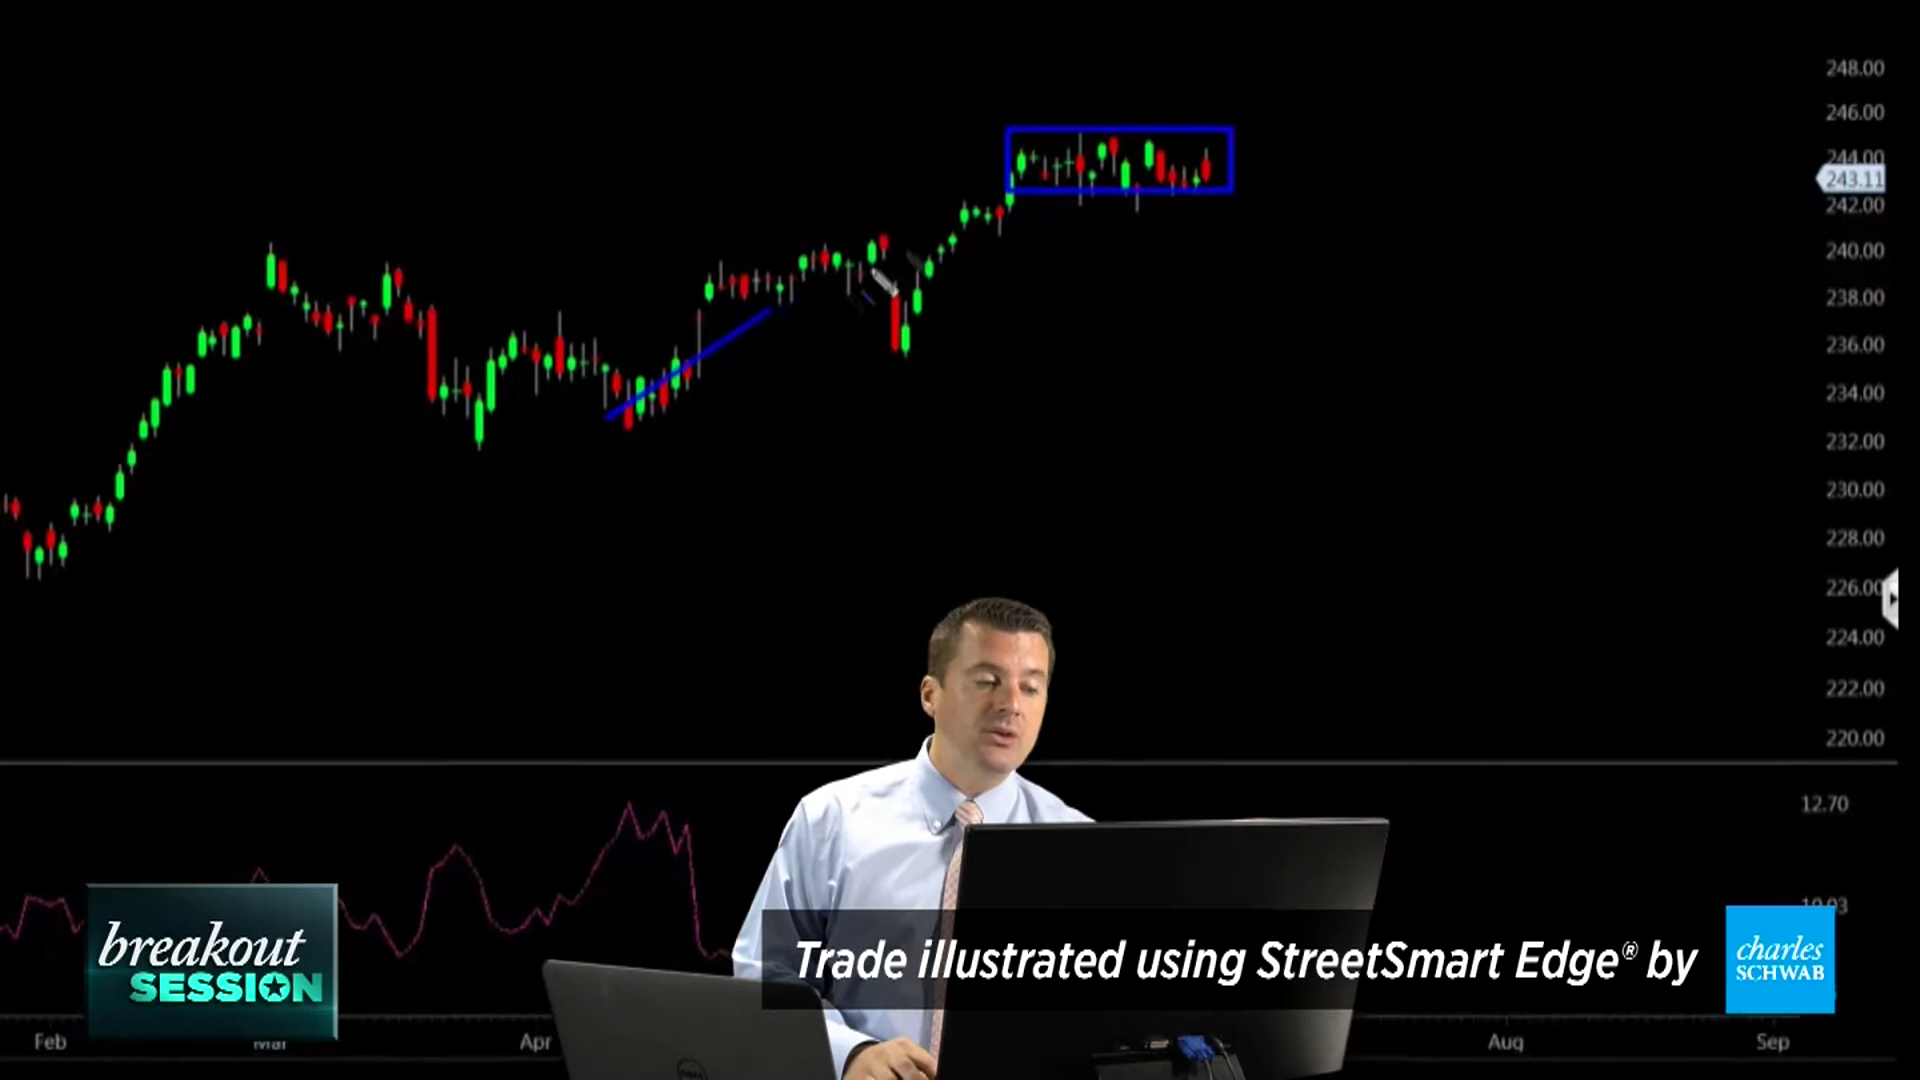 248.00
246.00
244.00
243.11
242.00
240.00
238.00
236.00
234.00
232.00
230.00
228.00
226.00
224.00
222.00
220.00
12.70
breakout
SESSION
Trade illustrated using StreetSmart Edge® by
charles
SCHWAB
Feb
Mar
Apr
Aug
Sep
DELL